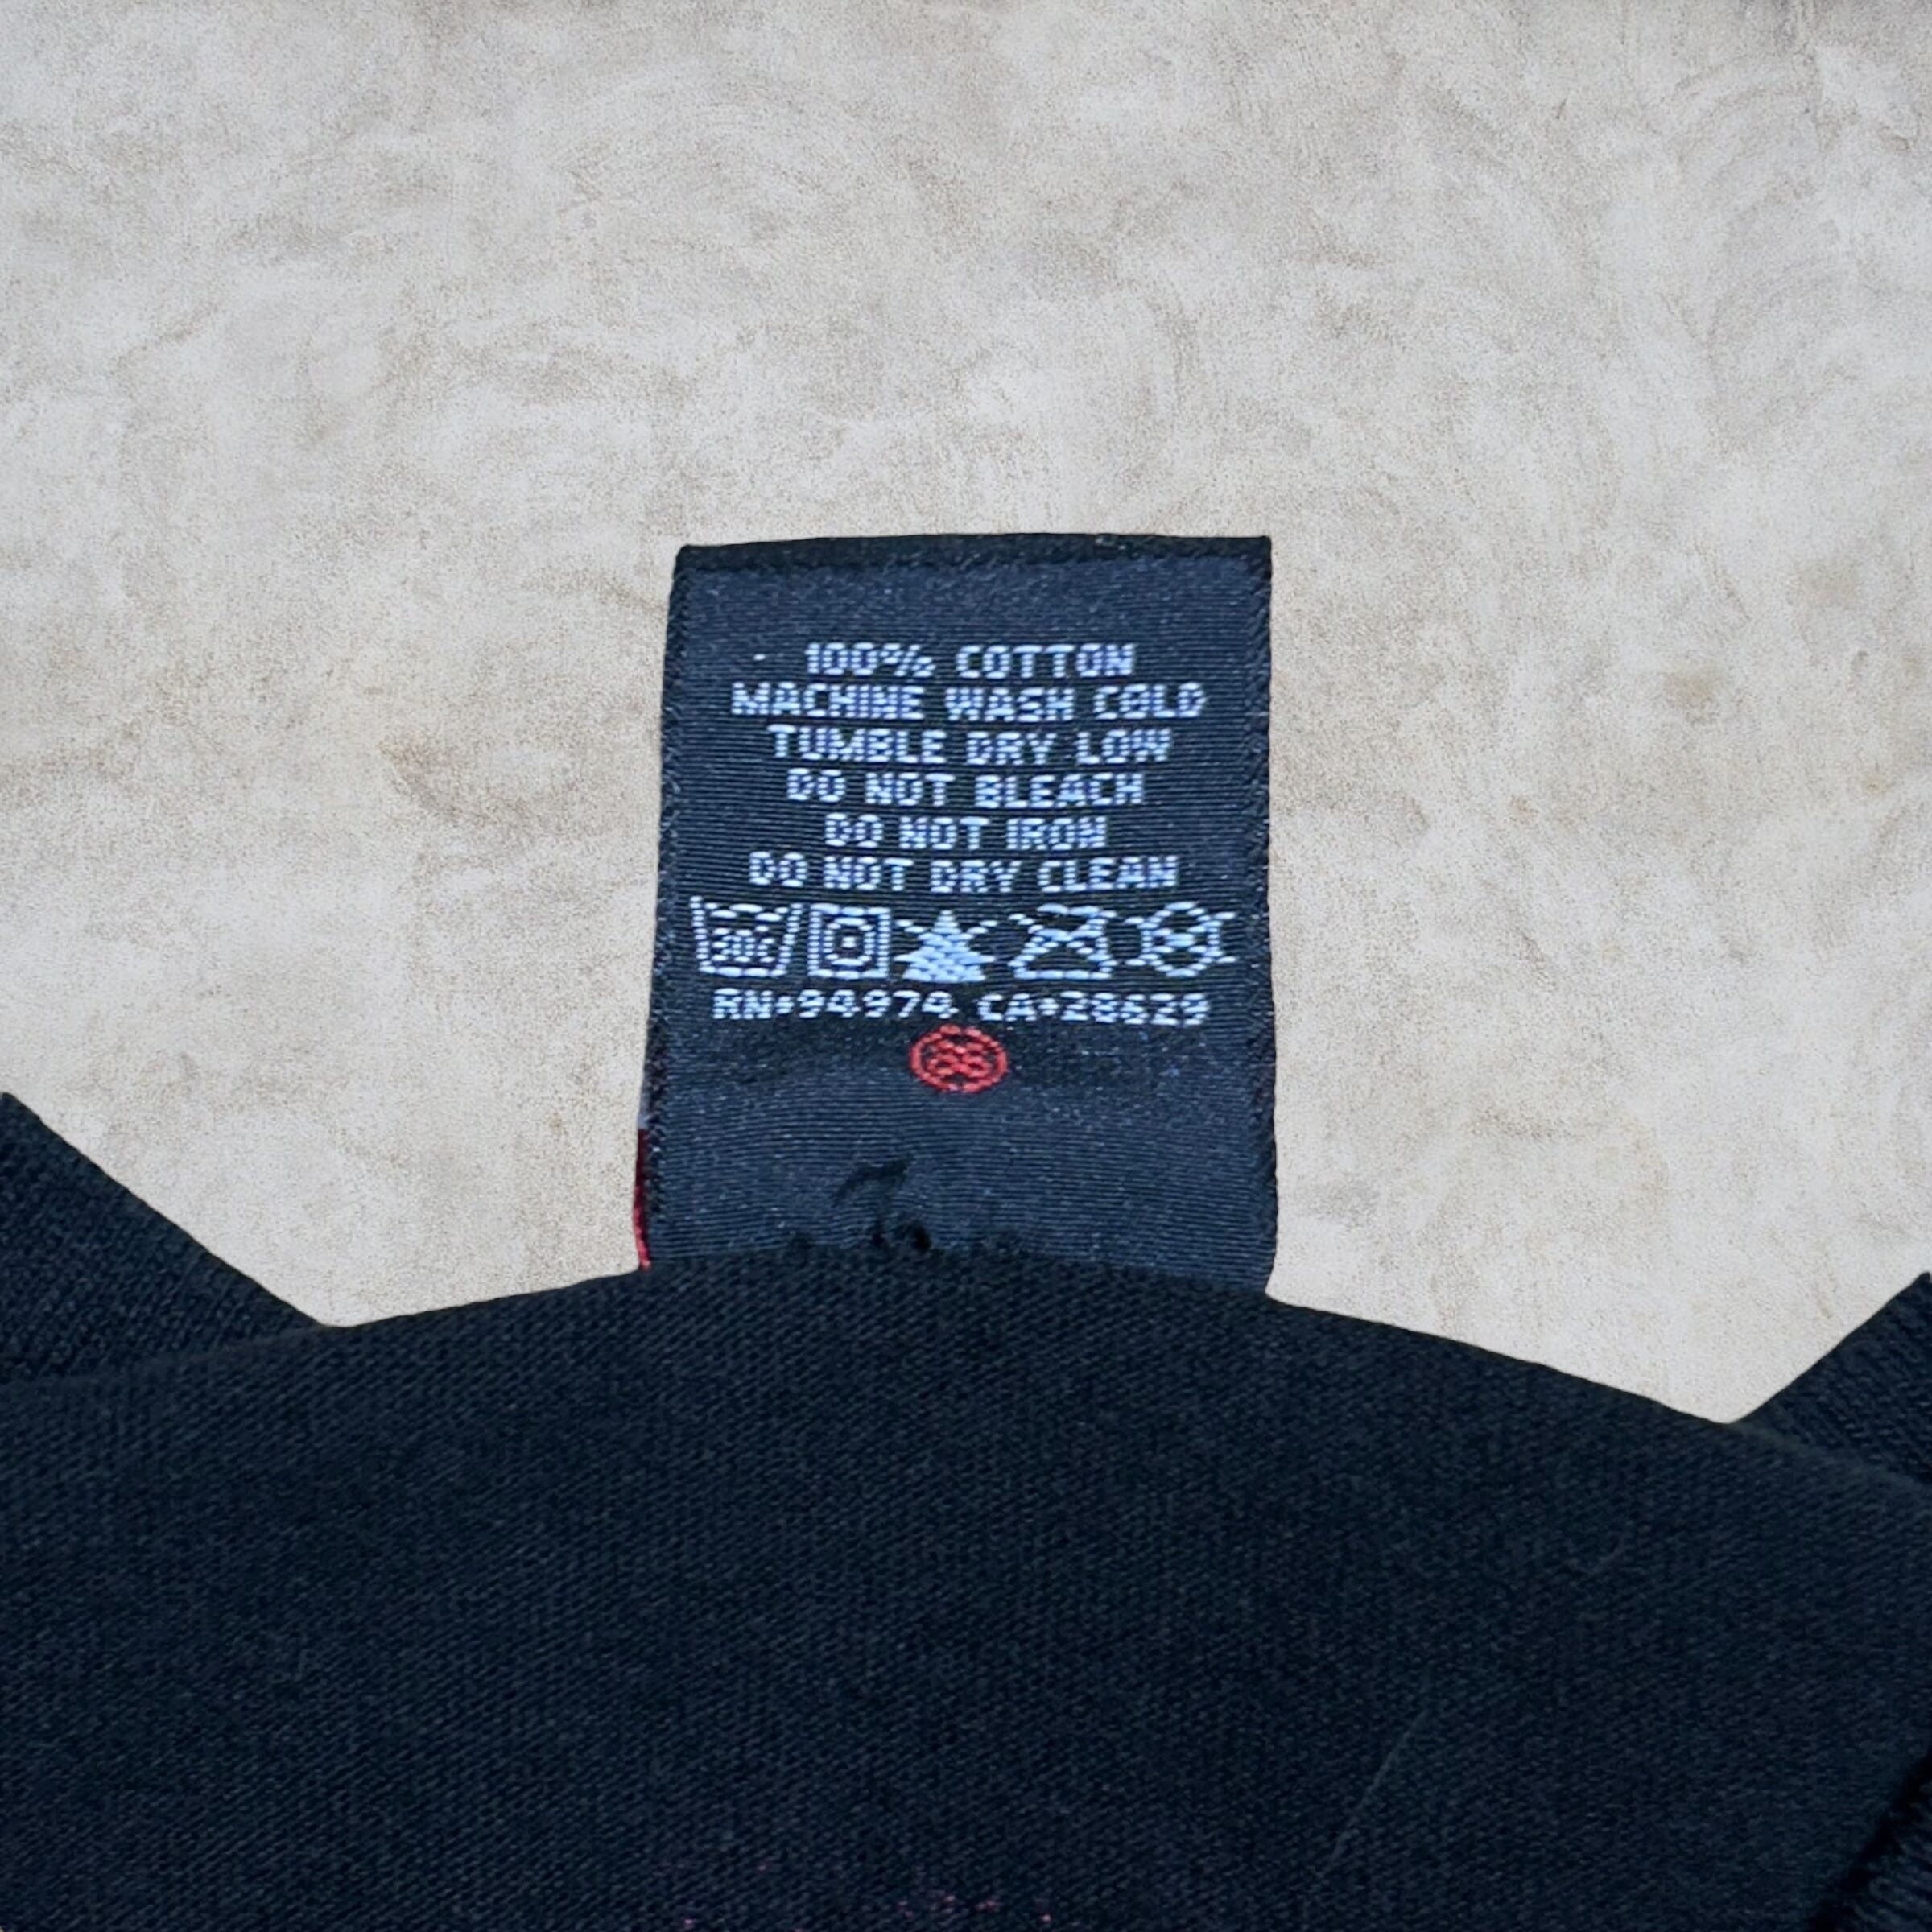 100% COTTON
MACHINE WASH COLD
TUMBLE DRY LOW
DO NOT BLEACH
DO NOT IRON
DO NOT DRY CLEAN
30c
RN•94974 CA•28629